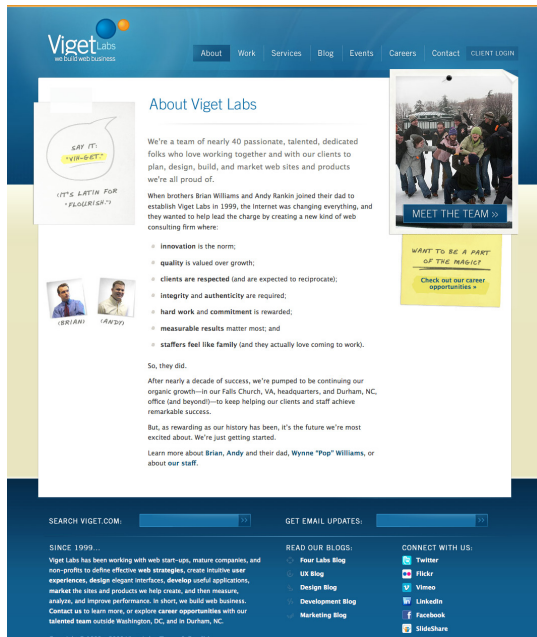 Viget Labs
we build web business
About Work Services Blog Events Careers Contact CLIENT LOGIN
SAY IT:
"VIH-GET."
(IT'S LATIN FOR
"FLOURISH.")
(BRIAN) (ANDY)
About Viget Labs
We're a team of nearly 40 passionate, talented, dedicated
folks who love working together and with our clients to
plan, design, build, and market web sites and products
we're all proud of.
When brothers Brian Williams and Andy Rankin joined their dad to
establish Viget Labs in 1999, the Internet was changing everything, and
they wanted to help lead the charge by creating a new kind of web
consulting firm where:
innovation is the norm;
quality is valued over growth;
clients are respected (and are expected to reciprocate);
integrity and authenticity are required;
hard work and commitment is rewarded;
measurable results matter most; and
staffers feel like family (and they actually love coming to work).
So, they did.
After nearly a decade of success, we're pumped to be continuing our
organic growth—in our Falls Church, VA, headquarters, and Durham, NC,
office (and beyond!)—to keep helping our clients and staff achieve
remarkable success.
But, as rewarding as our history has been, it's the future we're most
excited about. We're just getting started.
Learn more about Brian, Andy and their dad, Wynne "Pop" Williams, or
about our staff.
MEET THE TEAM »
WANT TO BE A PART
OF THE MAGIC?
Check out our career
opportunities »
SEARCH VIGET.COM: »
GET EMAIL UPDATES: »
SINCE 1999...
Viget Labs has been working with web start-ups, mature companies, and
non-profits to define effective web strategies, create intuitive user
experiences, design elegant interfaces, develop useful applications,
market the sites and products we help create, and then measure,
analyze, and improve performance. In short, we build web business.
Contact us to learn more, or explore career opportunities with our
talented team outside Washington, DC, and in Durham, NC.
READ OUR BLOGS:
Four Labs Blog
UX Blog
Design Blog
Development Blog
Marketing Blog
CONNECT WITH US:
Twitter
Flickr
Vimeo
LinkedIn
Facebook
SlideShare